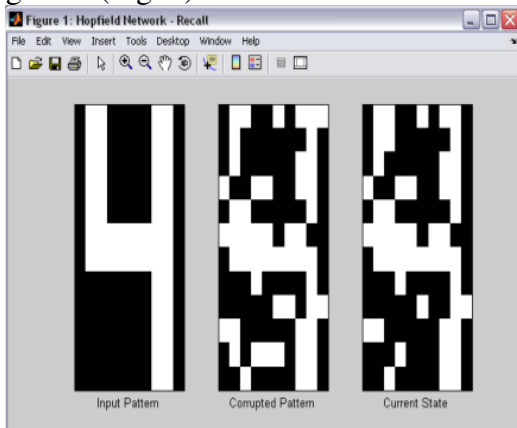 Figure 1: Hopfield Network - Recall
File Edit View Insert Tools Desktop Window Help
Input Pattern Corrupted Pattern Current State